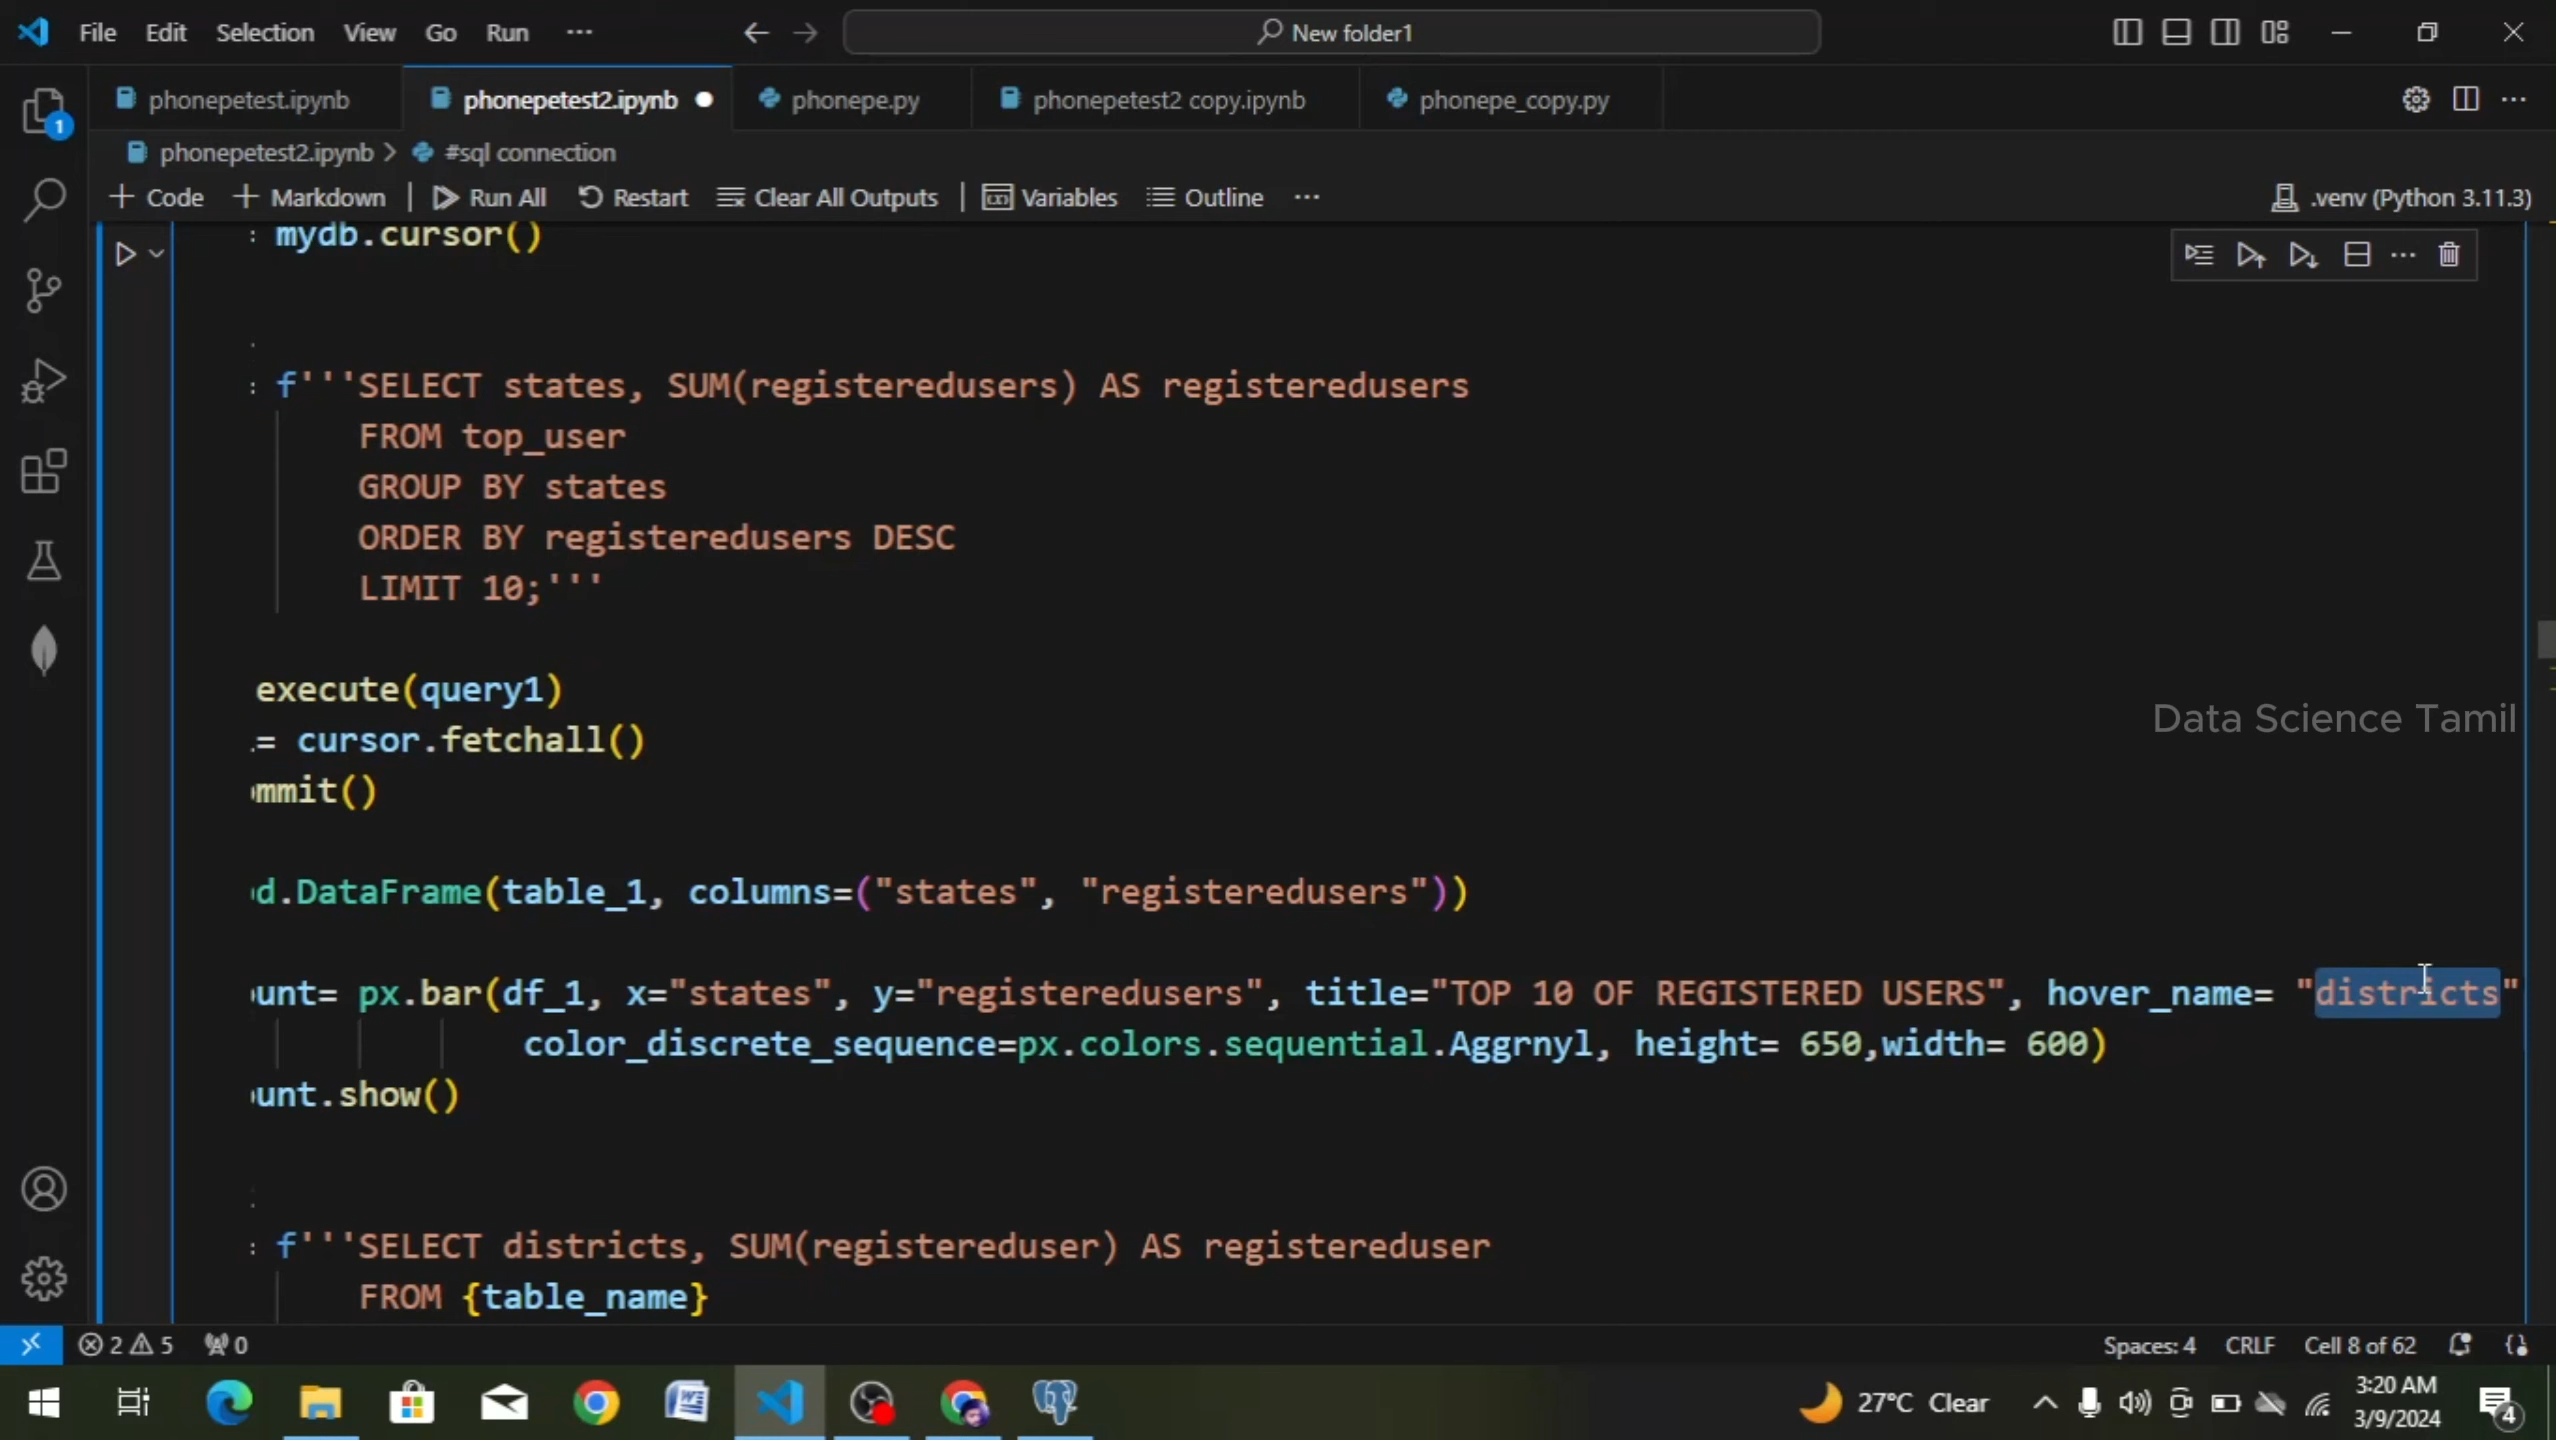 File Edit Selection View Go Run ··· New folder1
phonepetest.ipynb phonepetest2.ipynb phonepe.py phonepetest2 copy.ipynb phonepe_copy.py
phonepetest2.ipynb > #sql connection
+ Code + Markdown | Run All Restart Clear All Outputs | Variables Outline ··· .venv (Python 3.11.3)
mydb.cursor()
f'''SELECT states, SUM(registeredusers) AS registeredusers
FROM top_user
GROUP BY states
ORDER BY registeredusers DESC
LIMIT 10;'''
execute(query1)
= cursor.fetchall()
Data Science Tamil
mmit()
d.DataFrame(table_1, columns=("states", "registeredusers"))
unt= px.bar(df_1, x="states", y="registeredusers", title="TOP 10 OF REGISTERED USERS", hover_name= "districts"
color_discrete_sequence=px.colors.sequential.Aggrnyl, height= 650,width= 600)
unt.show()
f'''SELECT districts, SUM(registereduser) AS registereduser
FROM {table_name}
2 5 0 Spaces: 4 CRLF Cell 8 of 62
27°C Clear 3:20 AM
3/9/2024 4